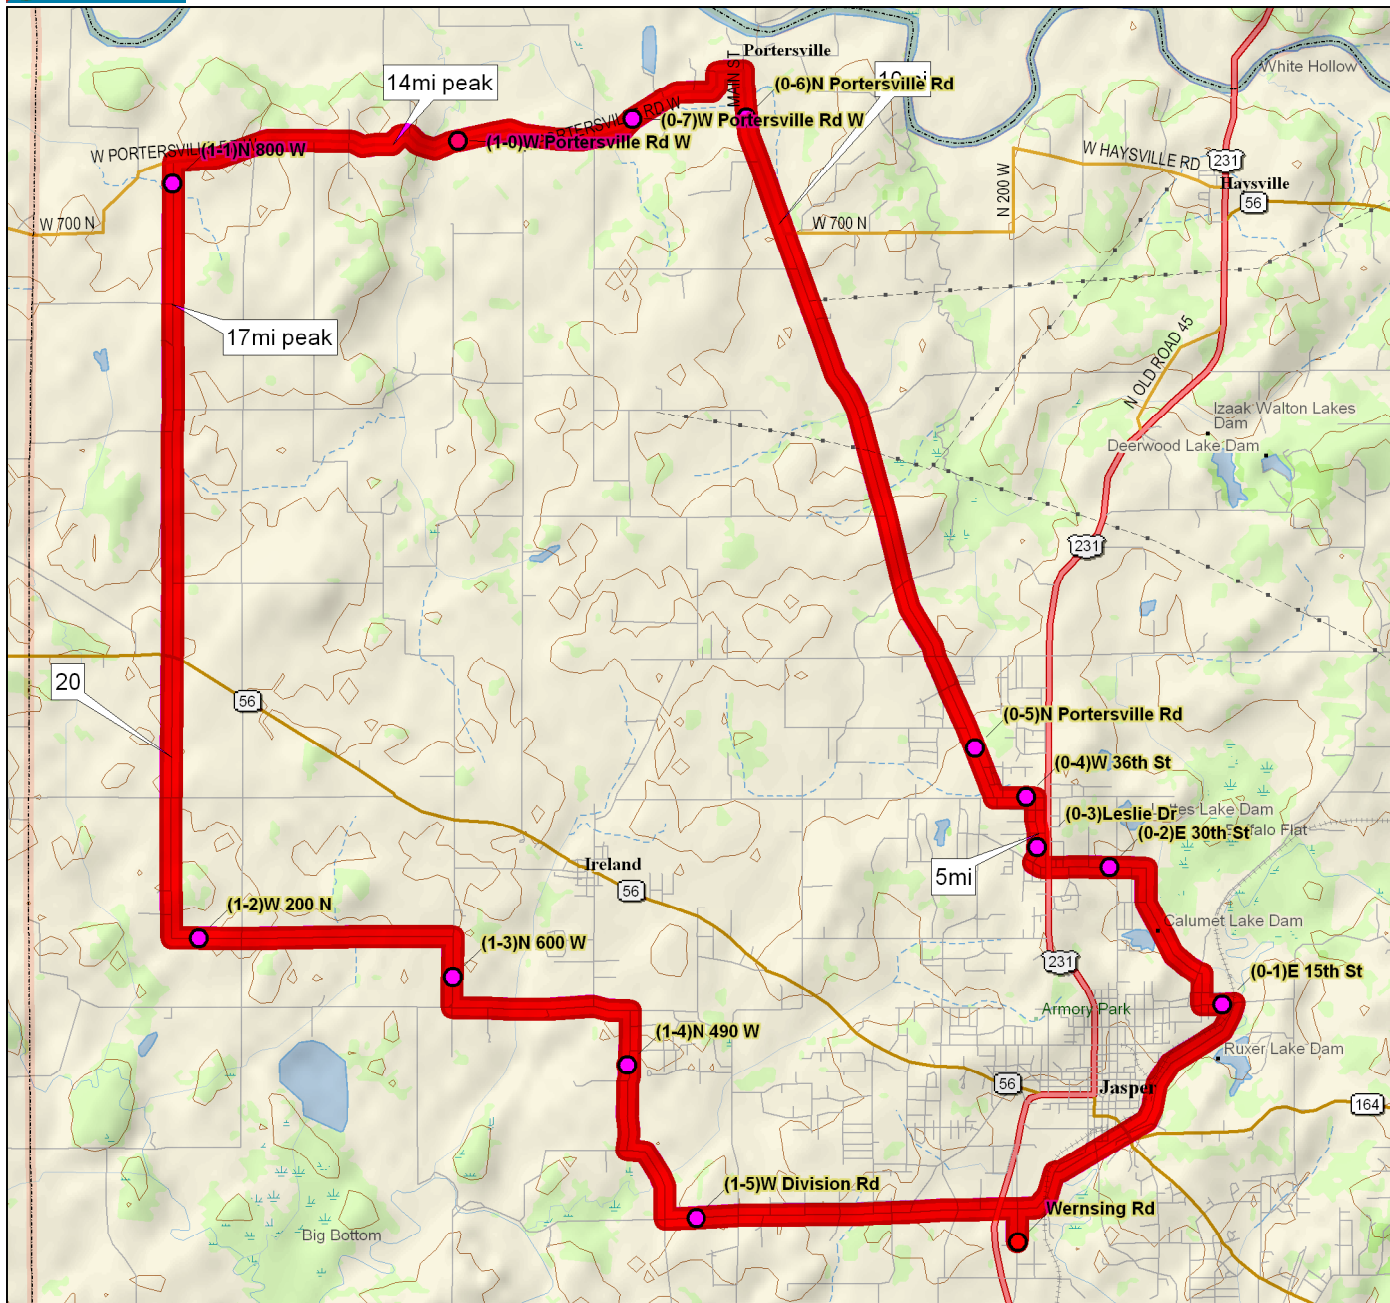 Portersville
White Hollow
14mi peak
MAIN ST
(0-6)N Portersville Rd
(0-7)W Portersville Rd W
(1-0)W Portersville Rd W
(1-1)N 800 W
W HAYSVILLE RD
231
Haysville
56
N 200 W
W 700 N
W 700 N
17mi peak
N OLD ROAD 45
Izaak Walton Lakes
Dam
Deerwood Lake Dam
231
20
56
(0-5)N Portersville Rd
(0-4)W 36th St
Lake Dam
(0-3)Leslie Dr
(0-2)E 30th St
Flat
Ireland
56
5mi
(1-2)W 200 N
Calumet Lake Dam
(1-3)N 600 W
231
(0-1)E 15th St
Armory Park
(1-4)N 490 W
Ruxer Lake Dam
56
Jasper
164
(1-5)W Division Rd
Wernsing Rd
Big Bottom